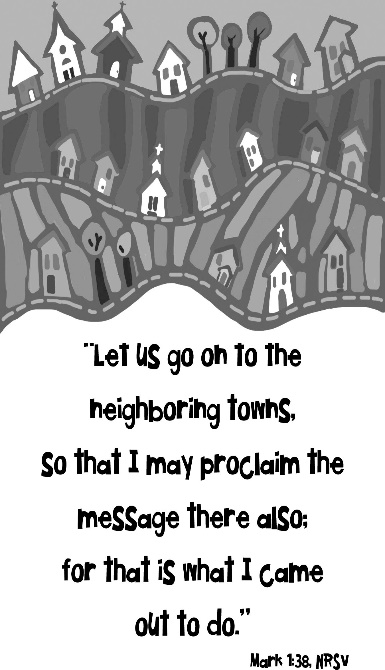 "Let us go on to the
neighboring towns,
so that I may proclaim the
message there also;
for that is what I came
out to do."
Mark 1:38, NRSV